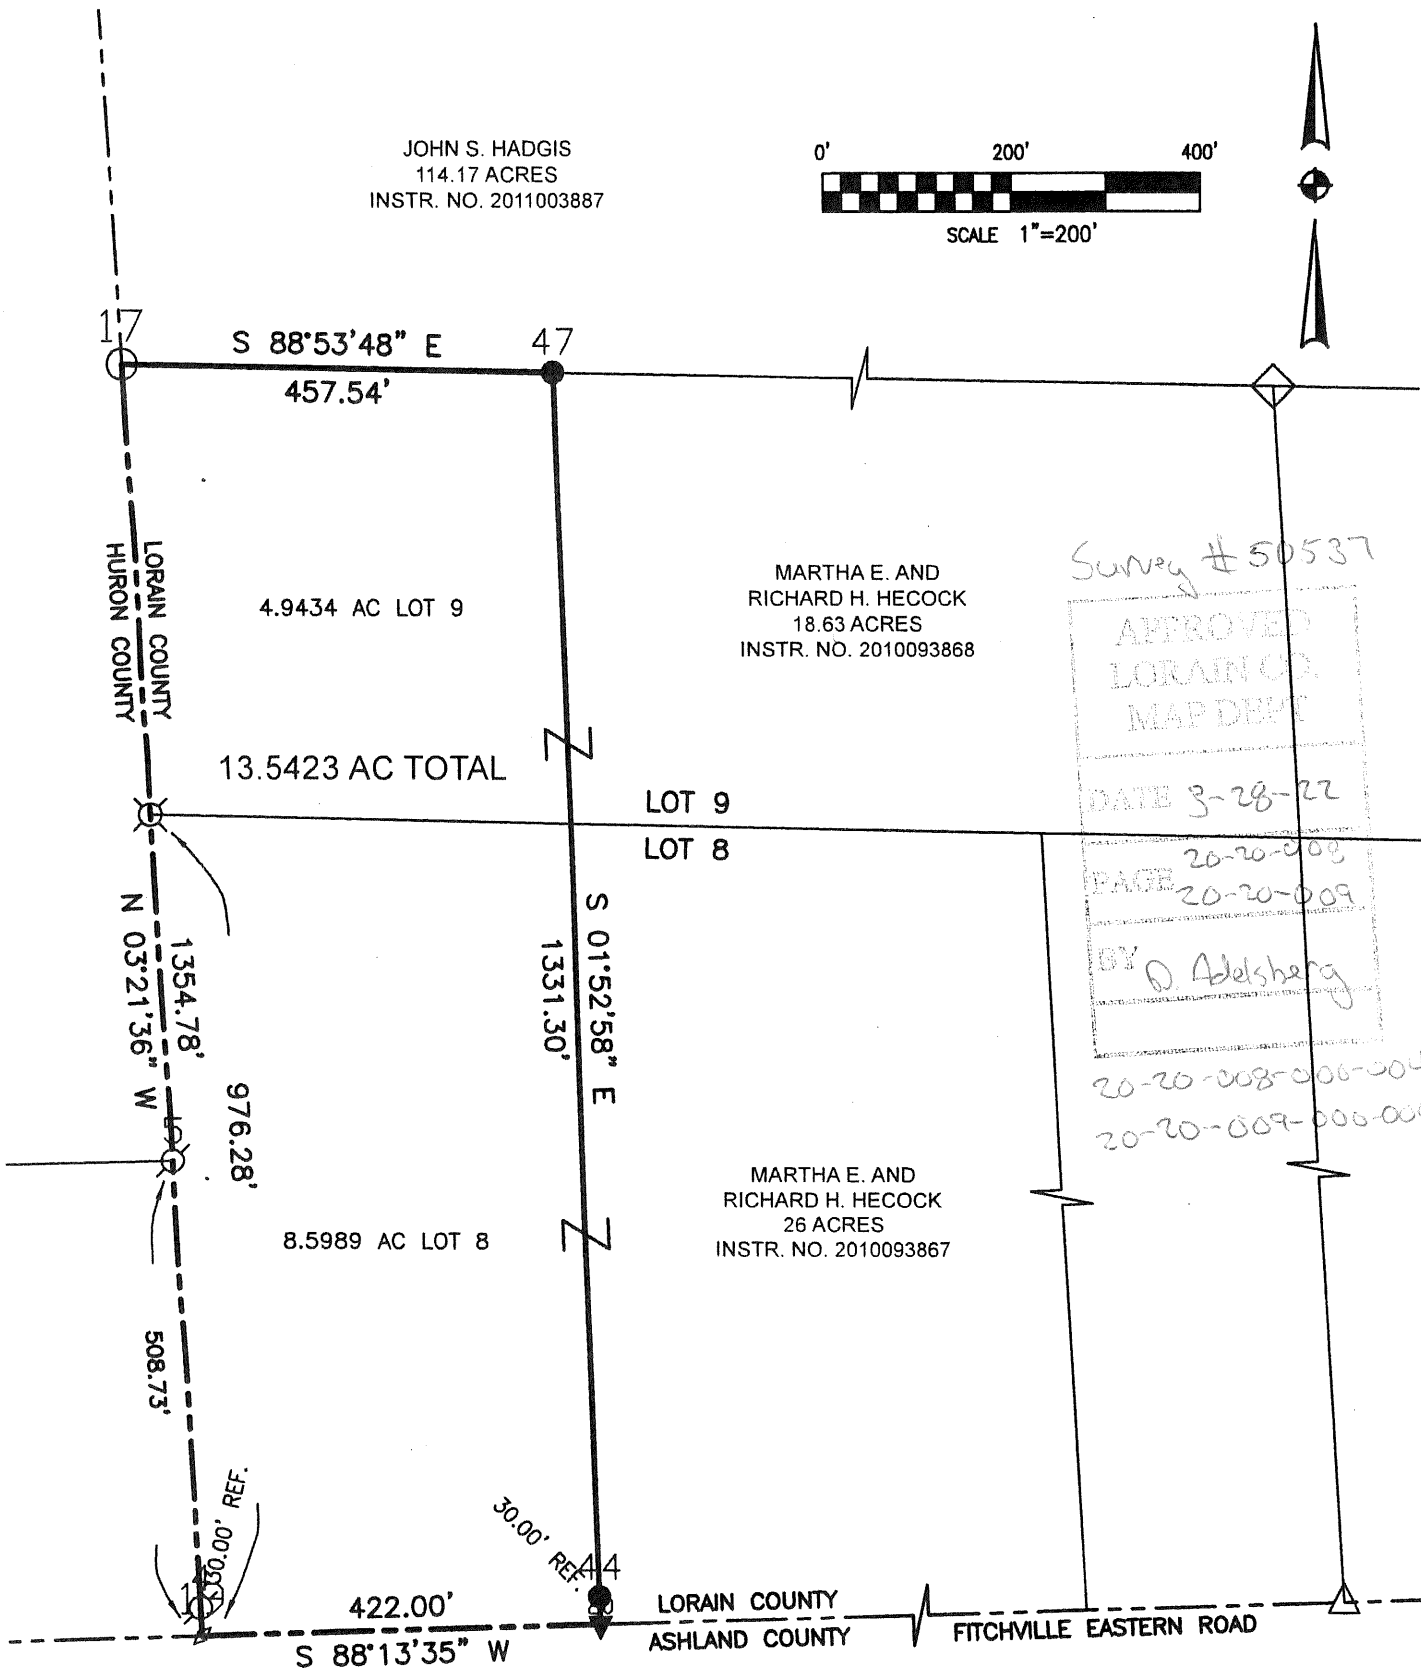 JOHN S. HADGIS
114.17 ACRES
INSTR. NO. 2011003887
0' 200' 400'
SCALE 1"=200'
17
S 88°53'48" E
457.54'
47
LORAIN COUNTY
HURON COUNTY
4.9434 AC LOT 9
MARTHA E. AND
RICHARD H. HECOCK
18.63 ACRES
INSTR. NO. 2010093868
Survey # 50537
APPROVED
LORAIN CO.
MAP DEPT
DATE 3-28-22
PAGE 20-20-008
20-20-009
BY D. Adelsberg
20-20-008-000-
20-20-009-000-
13.5423 AC TOTAL
LOT 9
LOT 8
N 03°21'36" W
1354.78'
976.28'
S 01°52'58" E
1331.30'
5
MARTHA E. AND
RICHARD H. HECOCK
26 ACRES
INSTR. NO. 2010093867
8.5989 AC LOT 8
508.73'
30.00' REF.
30.00' REF.
44
422.00'
S 88°13'35" W
LORAIN COUNTY
ASHLAND COUNTY
FITCHVILLE EASTERN ROAD